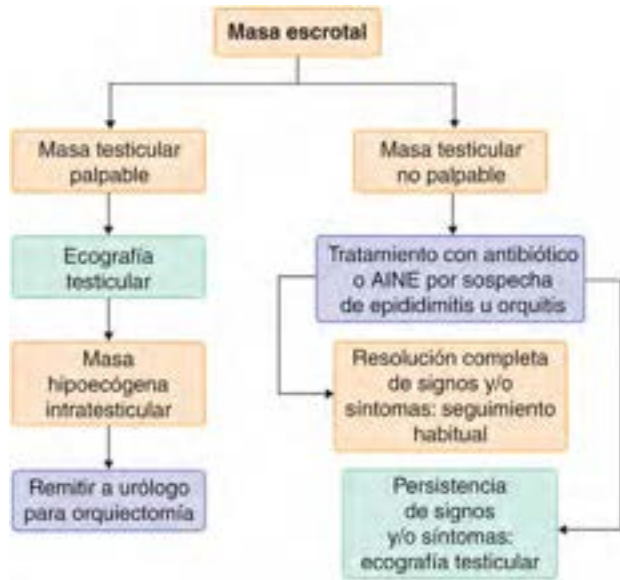 Masa escrotal
Masa testicular
palpable
Masa testicular
no palpable
Ecografía
testicular
Tratamiento con antibiótico
o AINE por sospecha
de epididimitis u orquitis
Masa
hipoecógena
intratesticular
Resolución completa
de signos y/o
síntomas: seguimiento
habitual
Remitir a urólogo
para orquiectomía
Persistencia
de signos
y/o síntomas:
ecografía testicular